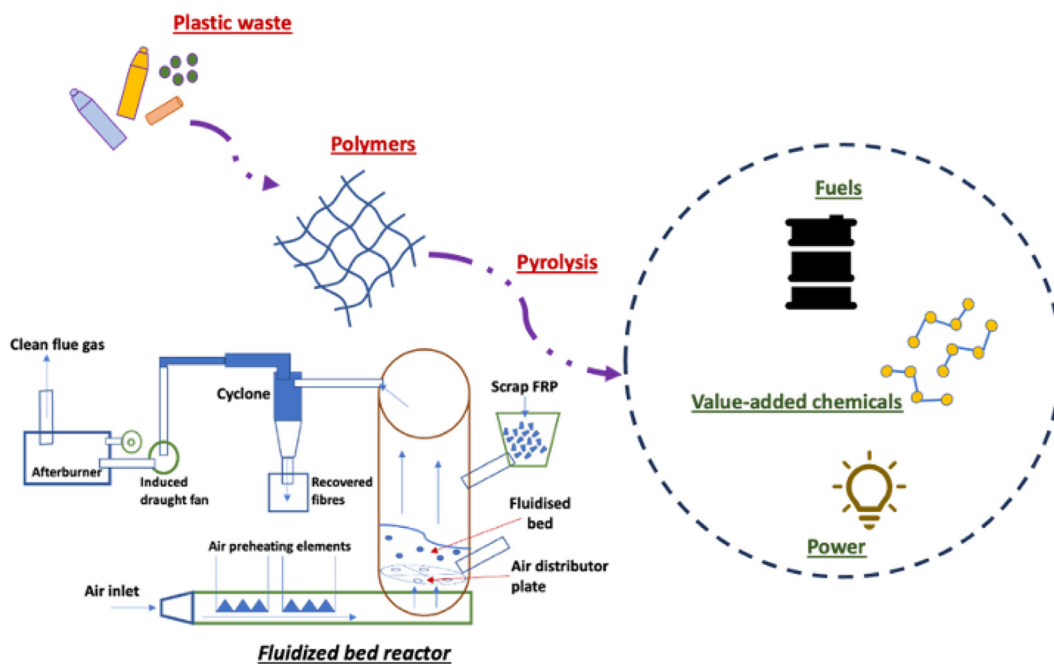 Plastic waste
Polymers
Pyrolysis
Fuels
Value-added chemicals
Power
Clean flue gas
Cyclone
Scrap FRP
Afterburner
Induced
draught fan
Recovered
fibres
Fluidised
bed
Air preheating elements
Air distributor
plate
Air inlet
Fluidized bed reactor